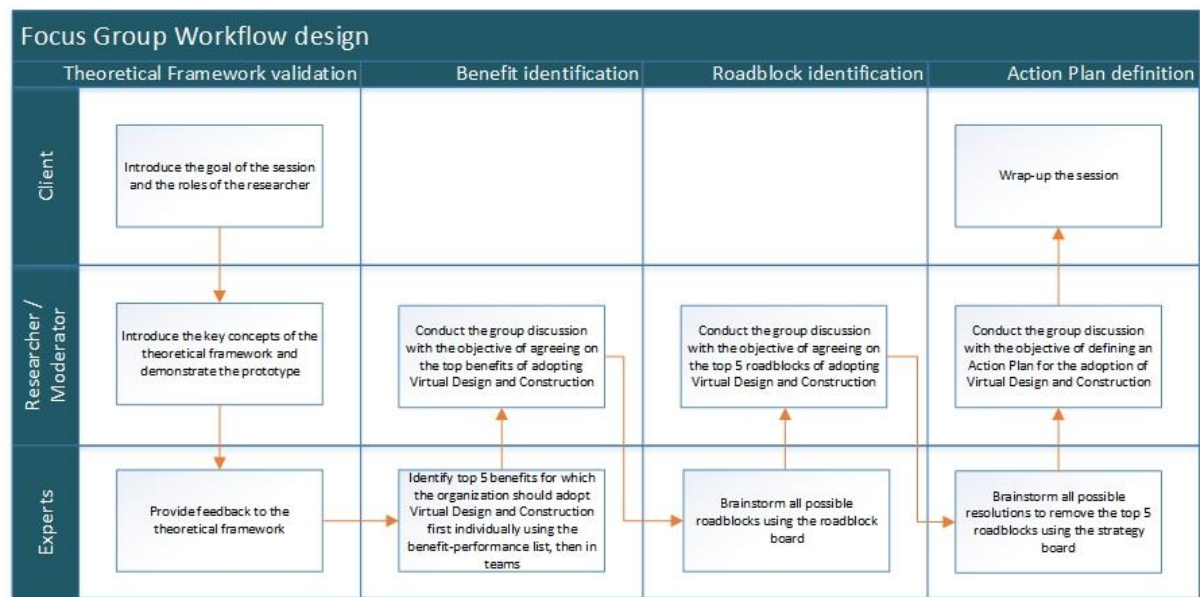 Focus Group Workflow design
Theoretical Framework validation
Benefit identification
Roadblock identification
Action Plan definition
Client
Introduce the goal of the session
and the roles of the researcher
Wrap-up the session
Researcher /
Moderator
Introduce the key concepts of the
theoretical framework and
demonstrate the prototype
Conduct the group discussion
with the objective of agreeing on
the top benefits of adopting
Virtual Design and Construction
Conduct the group discussion
with the objective of agreeing on
the top 5 roadblocks of adopting
Virtual Design and Construction
Conduct the group discussion
with the objective of defining an
Action Plan for the adoption of
Virtual Design and Construction
Experts
Provide feedback to the
theoretical framework
Identify top 5 benefits for which
the organization should adopt
Virtual Design and Construction
first individually using the
benefit-performance list, then in
teams
Brainstorm all possible
roadblocks using the roadblock
board
Brainstorm all possible
resolutions to remove the top 5
roadblocks using the strategy
board